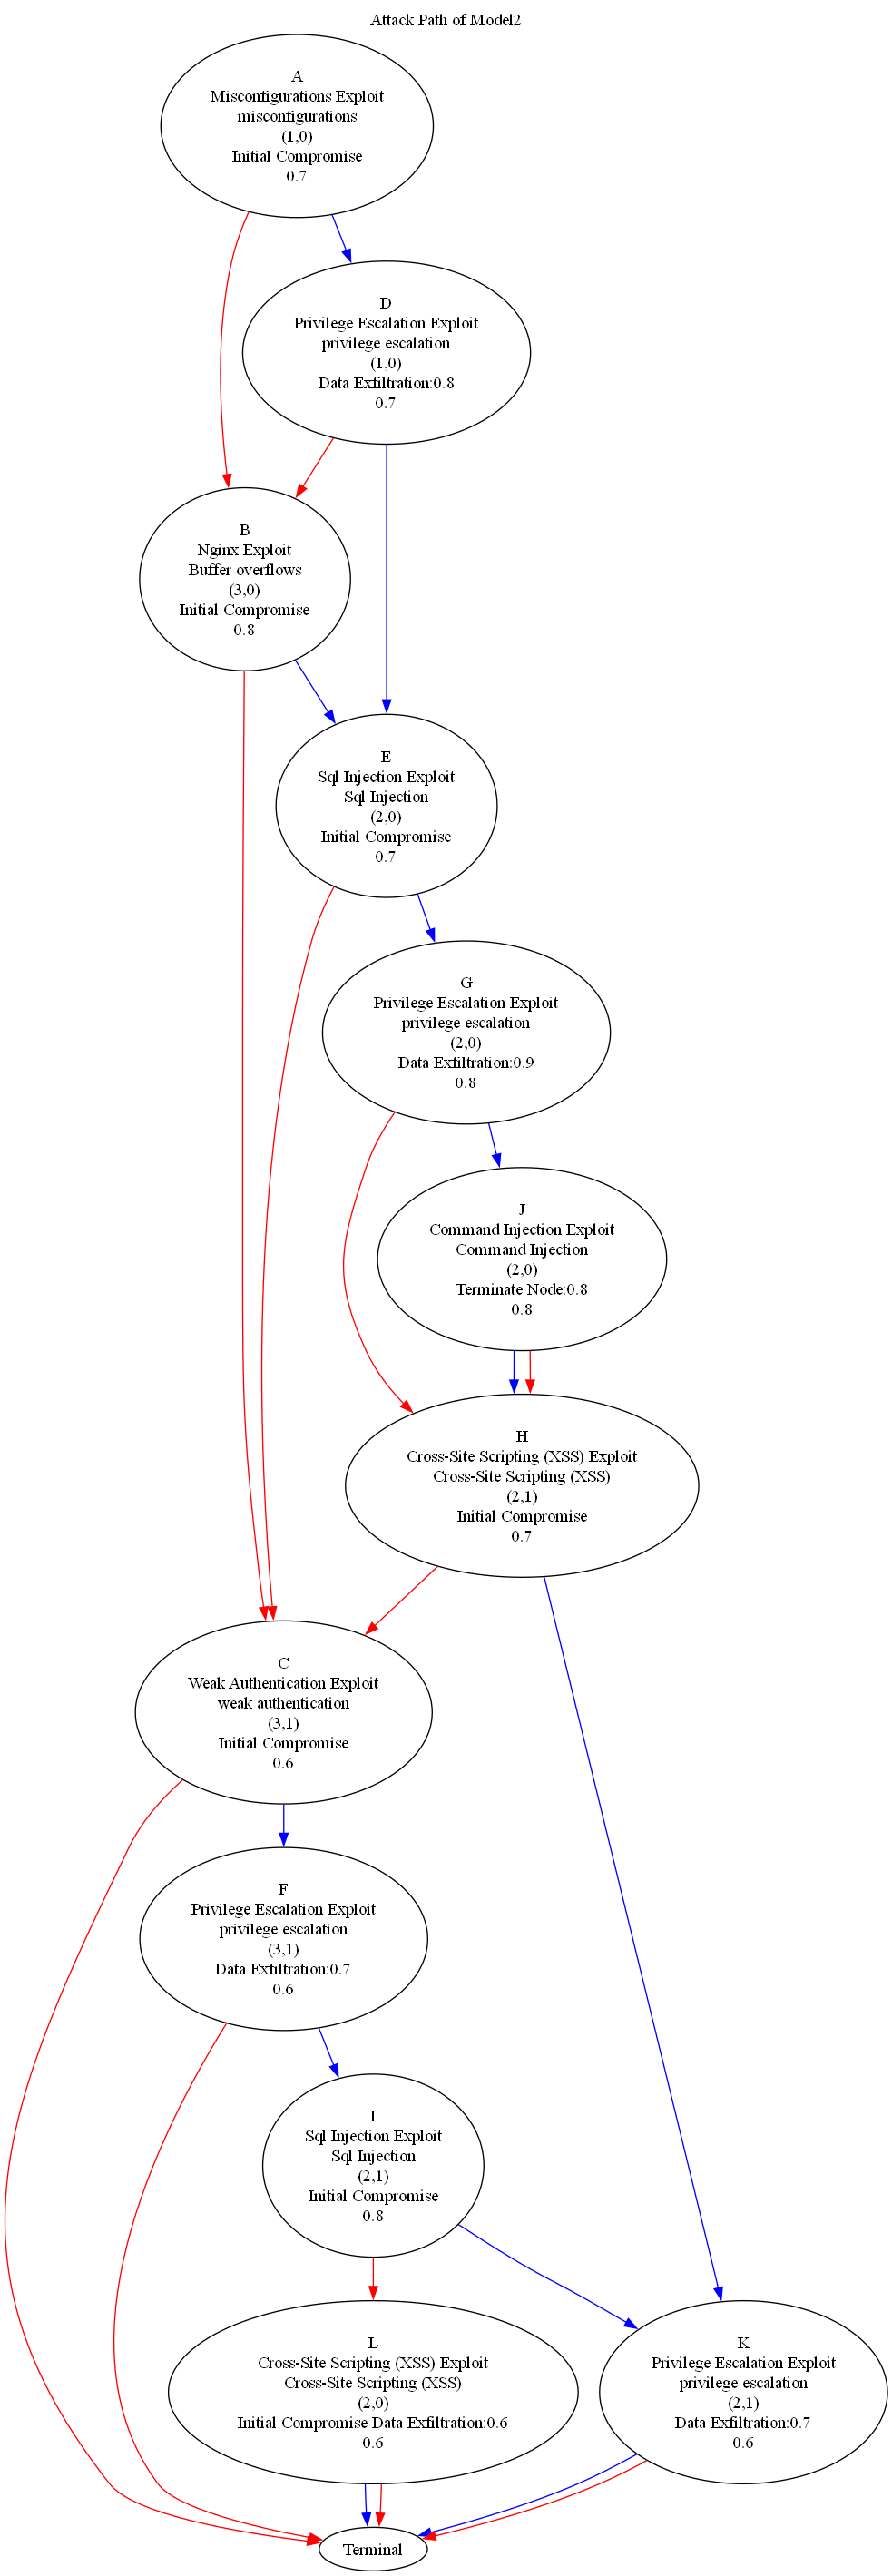 Attack Path of Model2
A
Misconfigurations Exploit
misconfigurations
(1,0)
Initial Compromise
0.7
D
Privilege Escalation Exploit
privilege escalation
(1,0)
Data Exfiltration:0.8
0.7
B
Nginx Exploit
Buffer overflows
(3,0)
Initial Compromise
0.8
E
Sql Injection Exploit
Sql Injection
(2,0)
Initial Compromise
0.7
G
Privilege Escalation Exploit
privilege escalation
(2,0)
Data Exfiltration:0.9
0.8
J
Command Injection Exploit
Command Injection
(2,0)
Terminate Node:0.8
0.8
H
Cross-Site Scripting (XSS) Exploit
Cross-Site Scripting (XSS)
(2,1)
Initial Compromise
0.7
C
Weak Authentication Exploit
weak authentication
(3,1)
Initial Compromise
0.6
F
Privilege Escalation Exploit
privilege escalation
(3,1)
Data Exfiltration:0.7
0.6
I
Sql Injection Exploit
Sql Injection
(2,1)
Initial Compromise
0.8
L
Cross-Site Scripting (XSS) Exploit
Cross-Site Scripting (XSS)
(2,0)
Initial Compromise Data Exfiltration:0.6
0.6
K
Privilege Escalation Exploit
privilege escalation
(2,1)
Data Exfiltration:0.7
0.6
Terminal